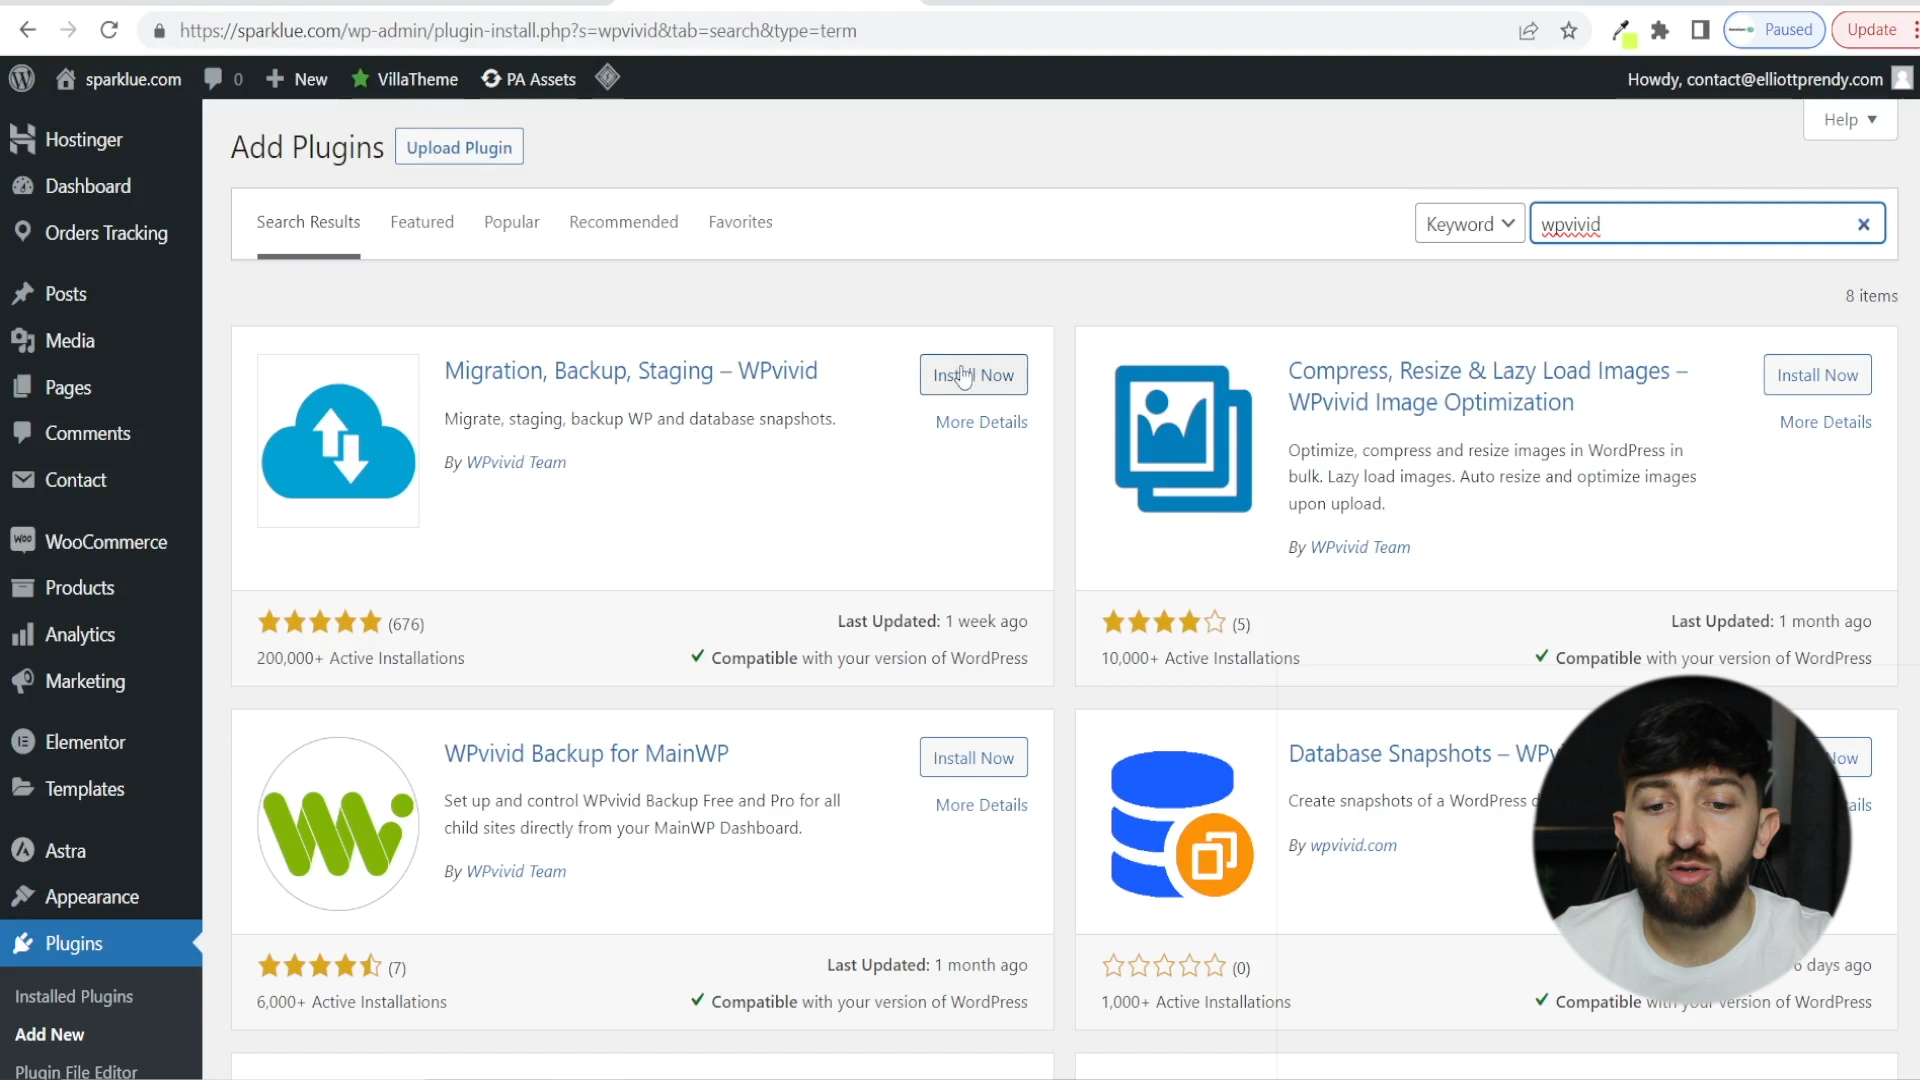 https://sparklue.com/wp-admin/plugin-install.php?s=wpvivid&tab=search&type=term
Paused
Update
sparklue.com
0
New
VillaTheme
PA Assets
Howdy, contact@elliottprendy.com
Hostinger
Dashboard
Orders Tracking
Posts
Media
Pages
Comments
Contact
WooCommerce
Products
Analytics
Marketing
Elementor
Templates
Astra
Appearance
Plugins
Installed Plugins
Add New
Plugin File Editor
Help
Add Plugins
Upload Plugin
Search Results
Featured
Popular
Recommended
Favorites
Keyword
wpvivid
8 items
Migration, Backup, Staging – WPvivid
Install Now
More Details
Migrate, staging, backup WP and database snapshots.
By WPvivid Team
(676)
200,000+ Active Installations
Last Updated: 1 week ago
Compatible with your version of WordPress
Compress, Resize & Lazy Load Images –
WPvivid Image Optimization
Install Now
More Details
Optimize, compress and resize images in WordPress in
bulk. Lazy load images. Auto resize and optimize images
upon upload.
By WPvivid Team
(5)
10,000+ Active Installations
Last Updated: 1 month ago
Compatible with your version of WordPress
WPvivid Backup for MainWP
Install Now
More Details
Set up and control WPvivid Backup Free and Pro for all
child sites directly from your MainWP Dashboard.
By WPvivid Team
(7)
6,000+ Active Installations
Last Updated: 1 month ago
Compatible with your version of WordPress
Database Snapshots –
Create snapshots of a WordPress
By wpvivid.com
(0)
1,000+ Active Installations
days ago
Compatible with your version of WordPress